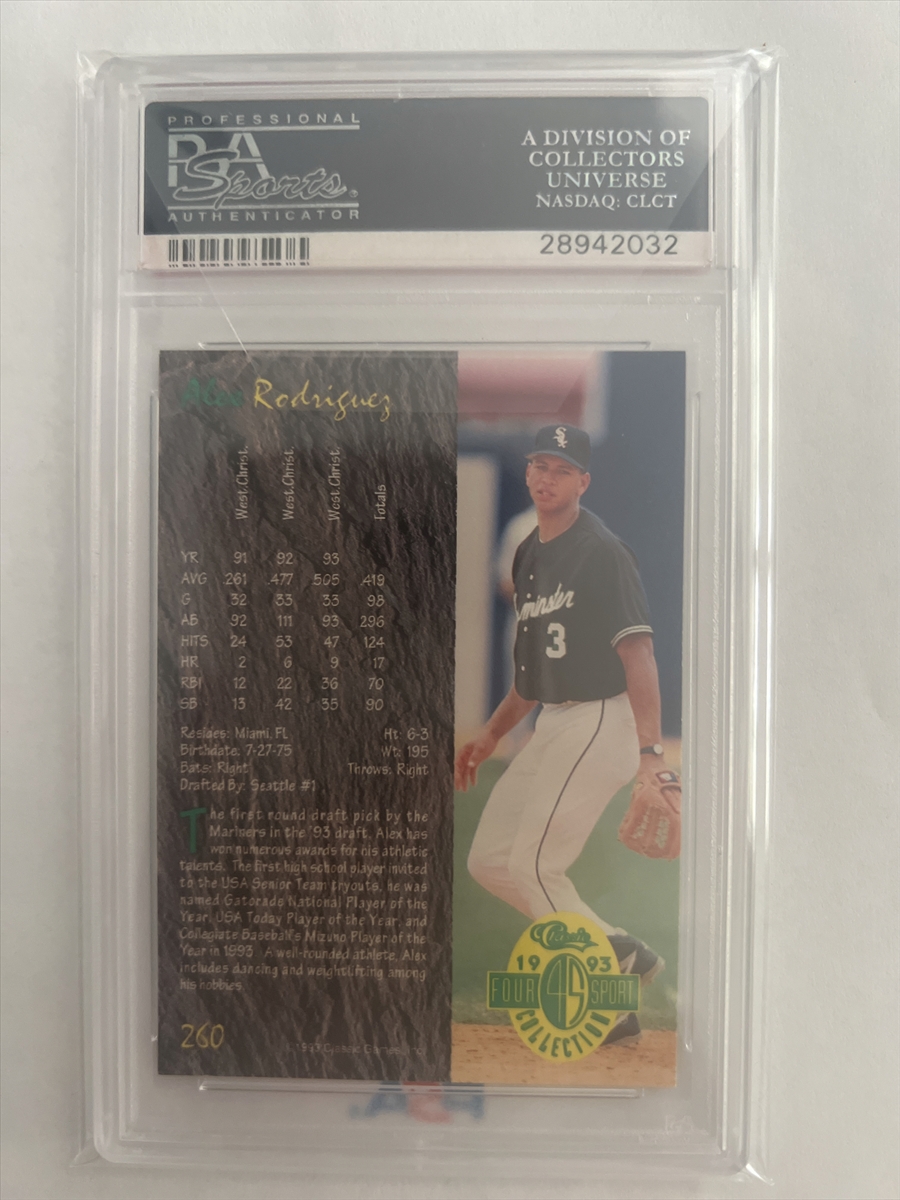 PROFESSIONAL
PSA
Sports
AUTHENTICATOR
A DIVISION OF
COLLECTORS
UNIVERSE
NASDAQ: CLCT
28942032
Alex Rodriguez
West.Christ. West.Christ. West.Christ. Totals
YR 91 92 93
AVG .261 .477 .505 .419
G 32 33 33 98
AB 92 111 93 296
HITS 24 53 47 124
HR 2 6 9 17
RBI 12 22 36 70
SB 13 42 35 90
Resides: Miami, FL Ht: 6-3
Birthdate: 7-27-75 Wt: 195
Bats: Right Throws: Right
Drafted By: Seattle #1
The first round draft pick by the
Mariners in the '93 draft, Alex has
won numerous awards for his athletic
talents. The first high school player invited
to the USA Senior Team tryouts, he was
named Gatorade National Player of the
Year, USA Today Player of the Year, and
Collegiate Baseball's Mizuno Player of the
Year in 1993. A well-rounded athlete, Alex
includes dancing and weightlifting among
his hobbies.
260
©1993 Classic Games, Inc.
Sox
minster
3
Classic
1993
FOUR 4S SPORT
COLLECTION
PSA